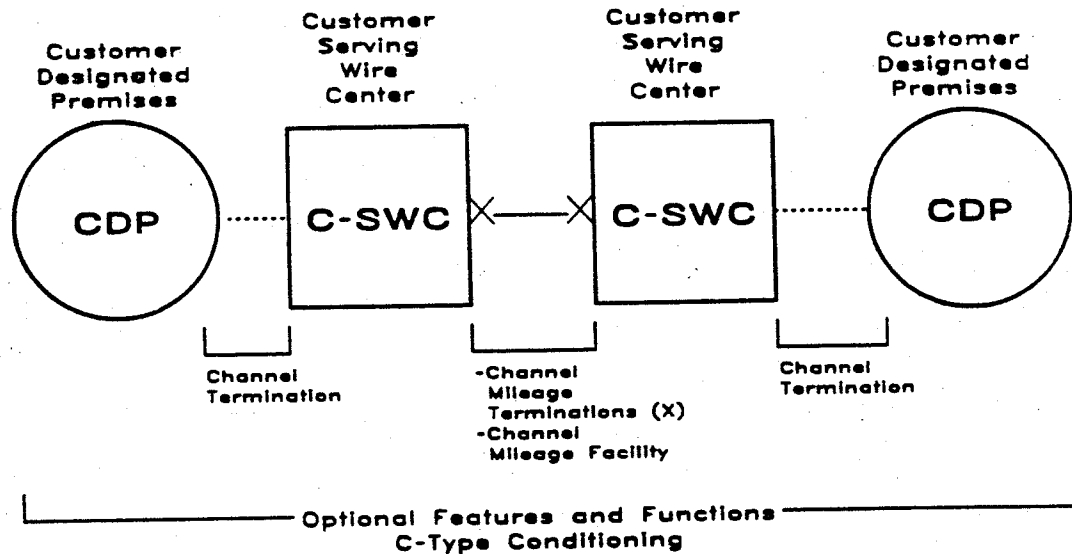 Customer
Designated
Premises
Customer
Serving
Wire
Center
Customer
Serving
Wire
Center
Customer
Designated
Premises
CDP
C-SWC
X
X
C-SWC
CDP
Channel
Termination
-Channel
Mileage
Terminations (X)
-Channel
Mileage Facility
Channel
Termination
Optional Features and Functions
C-Type Conditioning